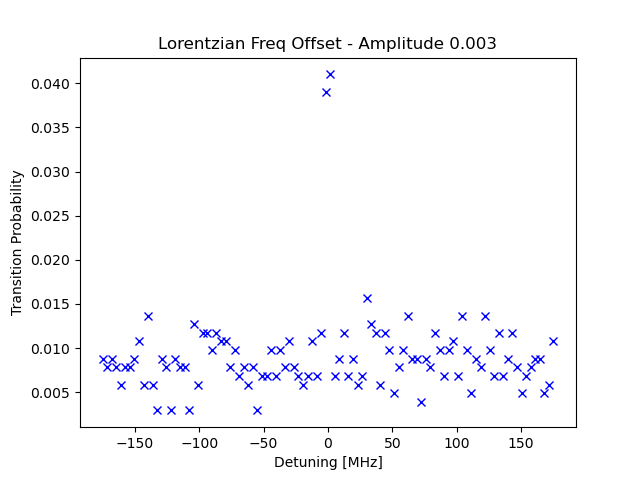 Lorentzian Freq Offset - Amplitude 0.003
Transition Probability
0.040
0.035
0.030
0.025
0.020
0.015
0.010
0.005
−150 −100 −50 0 50 100 150
Detuning [MHz]